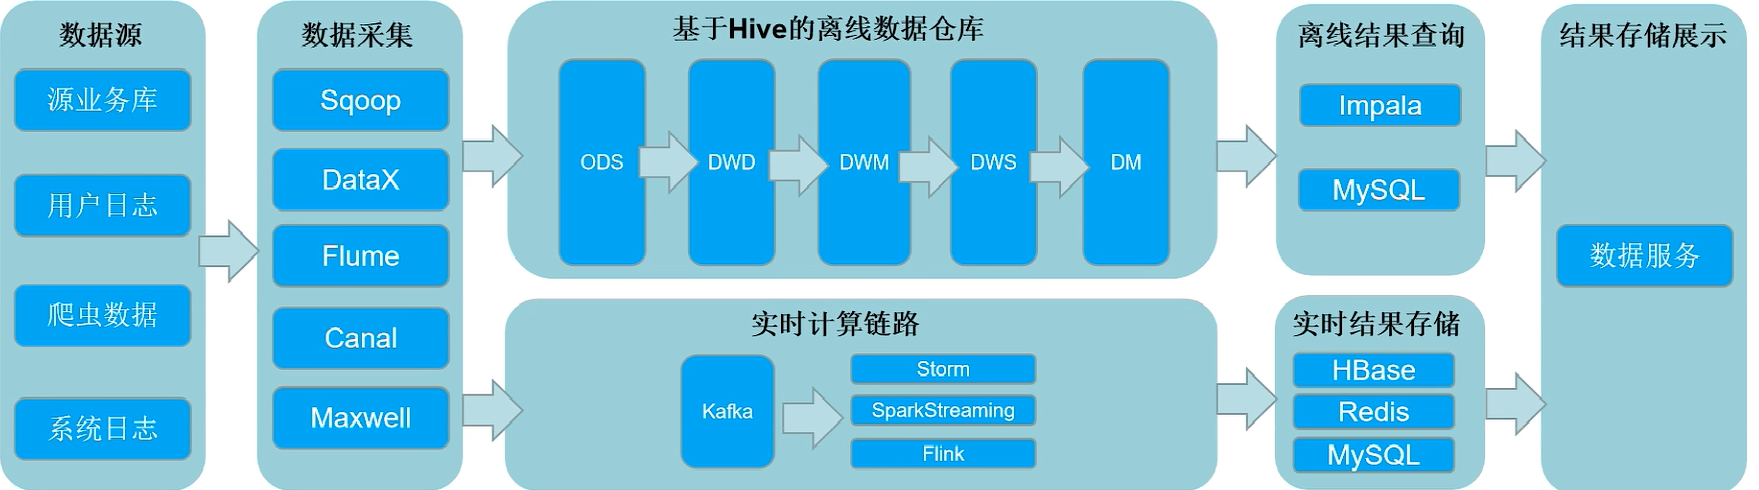 数据源
源业务库
用户日志
爬虫数据
系统日志
数据采集
Sqoop
DataX
Flume
Canal
Maxwell
基于Hive的离线数据仓库
ODS
DWD
DWM
DWS
DM
实时计算链路
Kafka
Storm
SparkStreaming
Flink
离线结果查询
Impala
MySQL
实时结果存储
HBase
Redis
MySQL
结果存储展示
数据服务